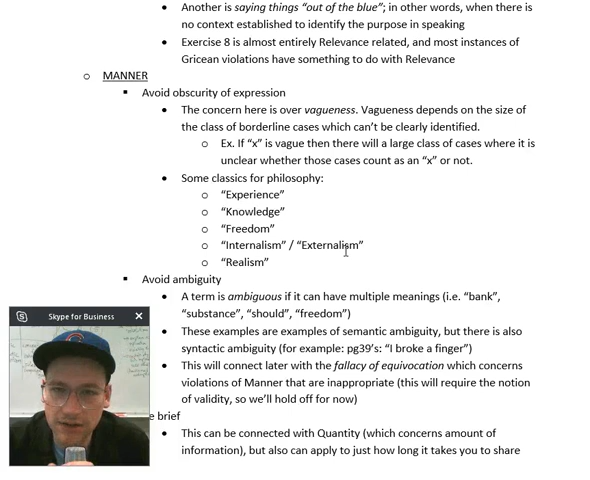 • Another is saying things “out of the blue”; in other words, when there is
no context established to identify the purpose in speaking
• Exercise 8 is almost entirely Relevance related, and most instances of
Gricean violations have something to do with Relevance
o MANNER
▪ Avoid obscurity of expression
• The concern here is over vagueness. Vagueness depends on the size of
the class of borderline cases which can’t be clearly identified.
o Ex. If “x” is vague then there will a large class of cases where it is
unclear whether those cases count as an “x” or not.
• Some classics for philosophy:
o “Experience”
o “Knowledge”
o “Freedom”
o “Internalism” / “Externalism”
o “Realism”
▪ Avoid ambiguity
• A term is ambiguous if it can have multiple meanings (i.e. “bank”,
“substance”, “should”, “freedom”)
• These examples are examples of semantic ambiguity, but there is also
syntactic ambiguity (for example: pg39’s: “I broke a finger”)
• This will connect later with the fallacy of equivocation which concerns
violations of Manner that are inappropriate (this will require the notion
of validity, so we’ll hold off for now)
e brief
• This can be connected with Quantity (which concerns amount of
information), but also can apply to just how long it takes you to share
Skype for Business